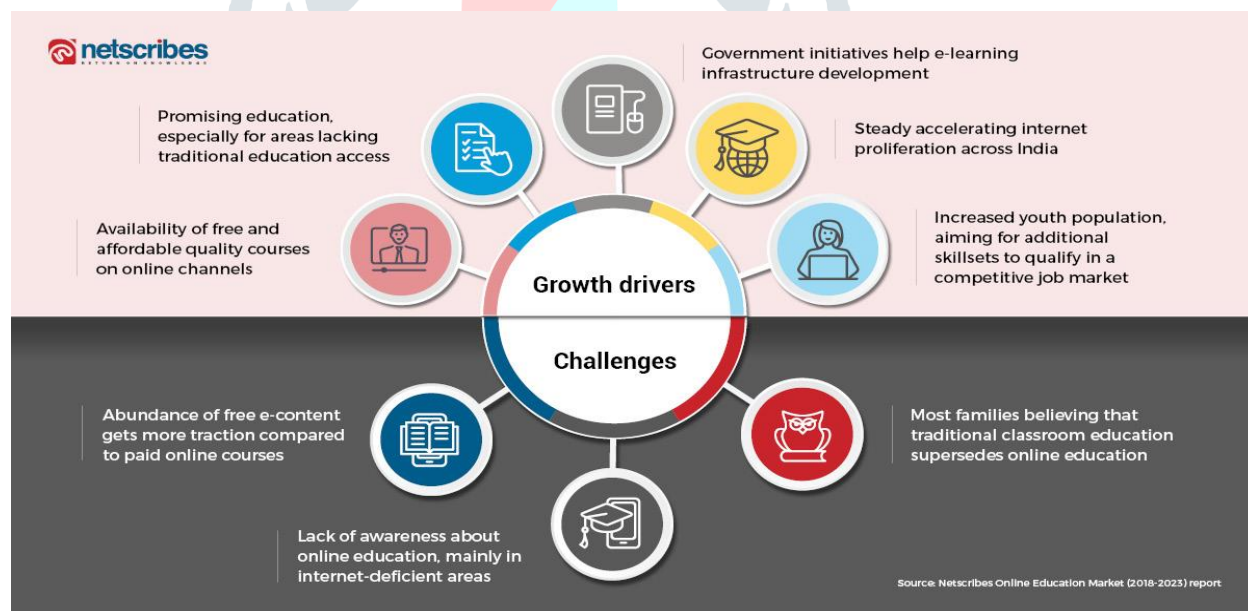 netscribes
RETURN ON KNOWLEDGE
Government initiatives help e-learning
infrastructure development
Promising education,
especially for areas lacking
traditional education access
Steady accelerating internet
proliferation across India
Availability of free and
affordable quality courses
on online channels
Increased youth population,
aiming for additional
skillsets to qualify in a
competitive job market
Growth drivers
Challenges
Abundance of free e-content
gets more traction compared
to paid online courses
Most families believing that
traditional classroom education
supersedes online education
Lack of awareness about
online education, mainly in
internet-deficient areas
Source: Netscribes Online Education Market (2018-2023) report